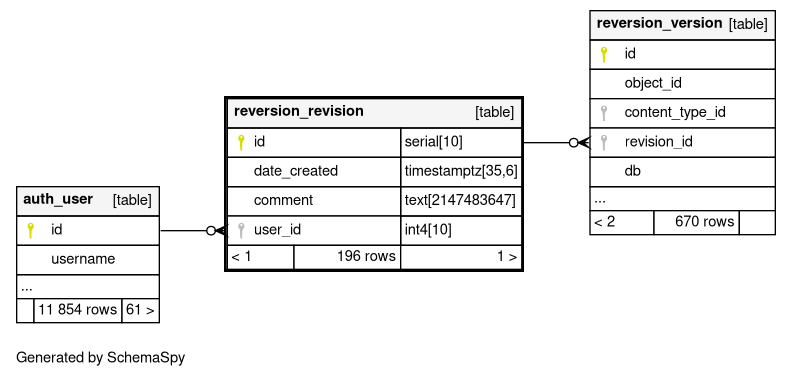 reversion_version [table]
id
object_id
content_type_id
revision_id
db
...
< 2 670 rows
reversion_revision [table]
id serial[10]
date_created timestamptz[35,6]
comment text[2147483647]
user_id int4[10]
< 1 196 rows 1 >
auth_user [table]
id
username
...
11 854 rows 61 >
Generated by SchemaSpy